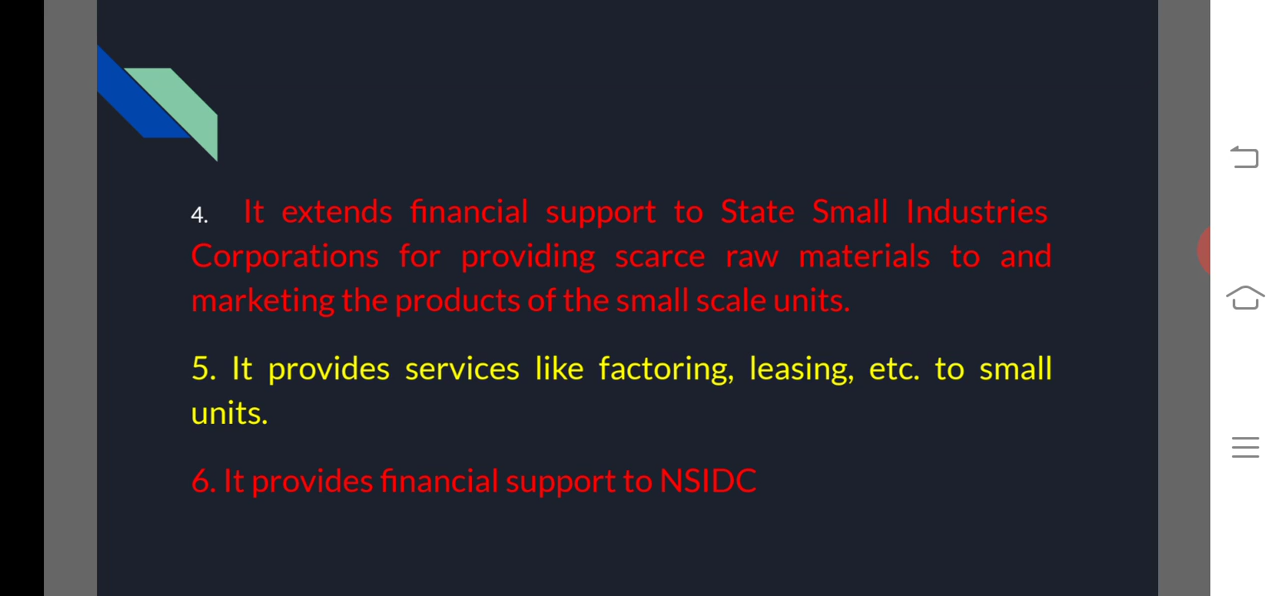 4. It extends financial support to State Small Industries
Corporations for providing scarce raw materials to and
marketing the products of the small scale units.
5. It provides services like factoring, leasing, etc. to small
units.
6. It provides financial support to NSIDC